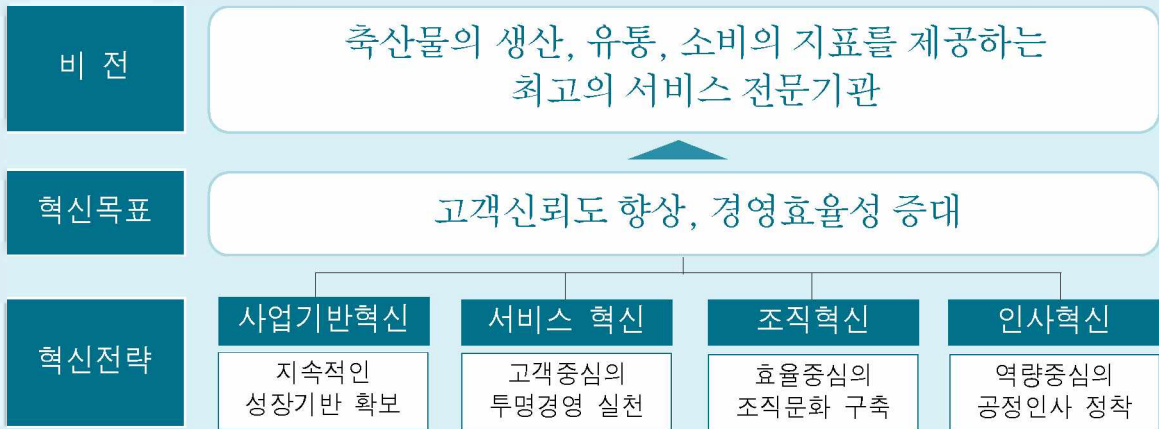 비 전
축산물의 생산, 유통, 소비의 지표를 제공하는
최고의 서비스 전문기관
혁신목표
고객신뢰도 향상, 경영효율성 증대
혁신전략
사업기반혁신
지속적인
성장기반 확보
서비스 혁신
고객중심의
투명경영 실천
조직혁신
효율중심의
조직문화 구축
인사혁신
역량중심의
공정인사 정착